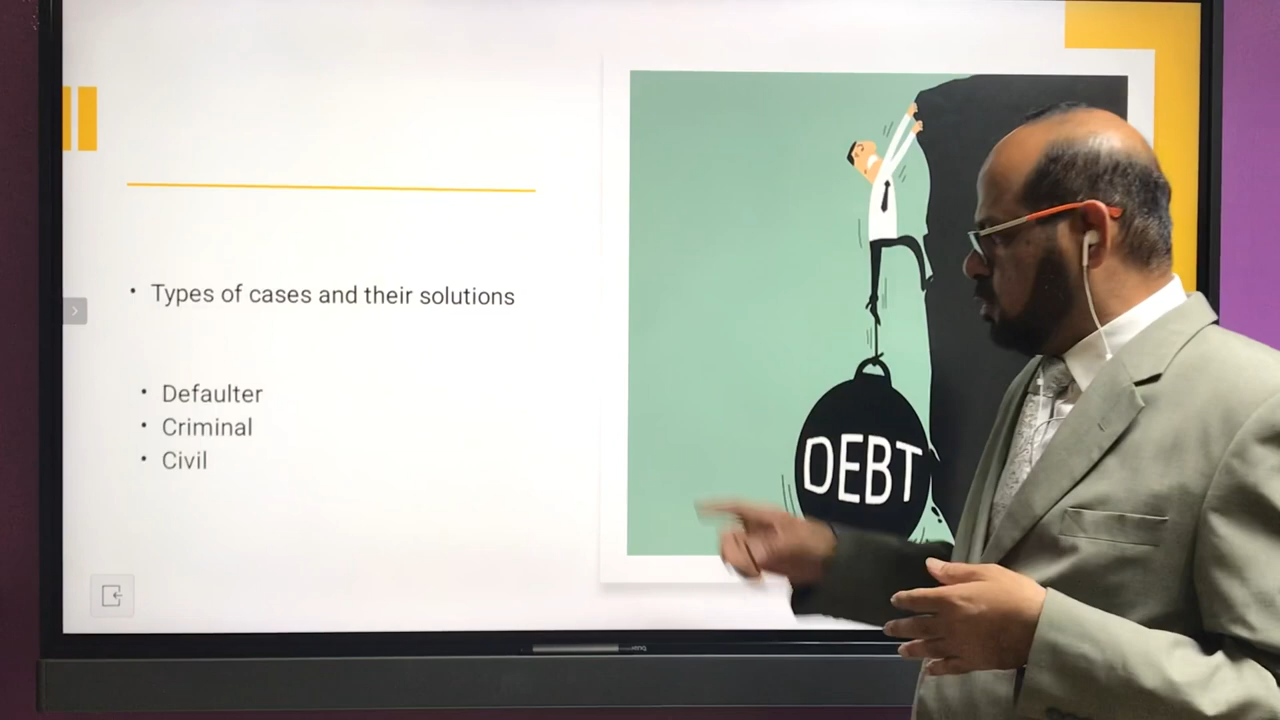 Types of cases and their solutions
Defaulter
Criminal
Civil
DEBT